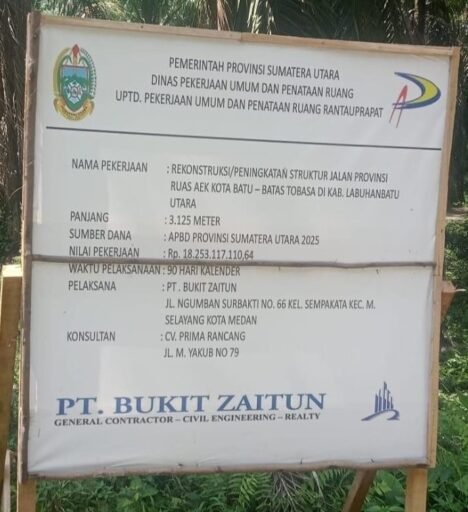 PEMERINTAH PROVINSI SUMATERA UTARA
DINAS PEKERJAAN UMUM DAN PENATAAN RUANG
UPTD. PEKERJAAN UMUM DAN PENATAAN RUANG RANTAUPRAPAT
NAMA PEKERJAAN : REKONSTRUKSI/PENINGKATAN STRUKTUR JALAN PROVINSI
RUAS AEK KOTA BATU – BATAS TOBASA DI KAB. LABUHANBATU
UTARA
PANJANG : 3.125 METER
SUMBER DANA : APBD PROVINSI SUMATERA UTARA 2025
NILAI PEKERJAAN : Rp. 18.253.117.110,64
WAKTU PELAKSANAAN : 90 HARI KALENDER
PELAKSANA : PT . BUKIT ZAITUN
JL. NGUMBAN SURBAKTI NO. 66 KEL. SEMPAKATA KEC. M.
SELAYANG KOTA MEDAN
KONSULTAN : CV. PRIMA RANCANG
JL. M. YAKUB NO 79
PT. BUKIT ZAITUN
GENERAL CONTRACTOR – CIVIL ENGINEERING – REALTY